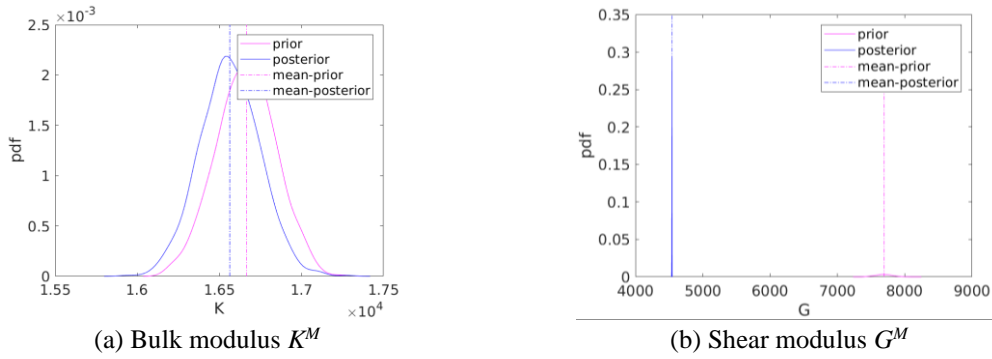 2.5
×10⁻³
2
1.5
1
0.5
0
pdf
1.55
1.6
1.65
1.7
1.75
K
×10⁴
prior
posterior
mean-prior
mean-posterior
(a) Bulk modulus Kᴹ
0.35
0.3
0.25
0.2
0.15
0.1
0.05
0
pdf
4000
5000
6000
7000
8000
9000
G
prior
posterior
mean-prior
mean-posterior
(b) Shear modulus Gᴹ